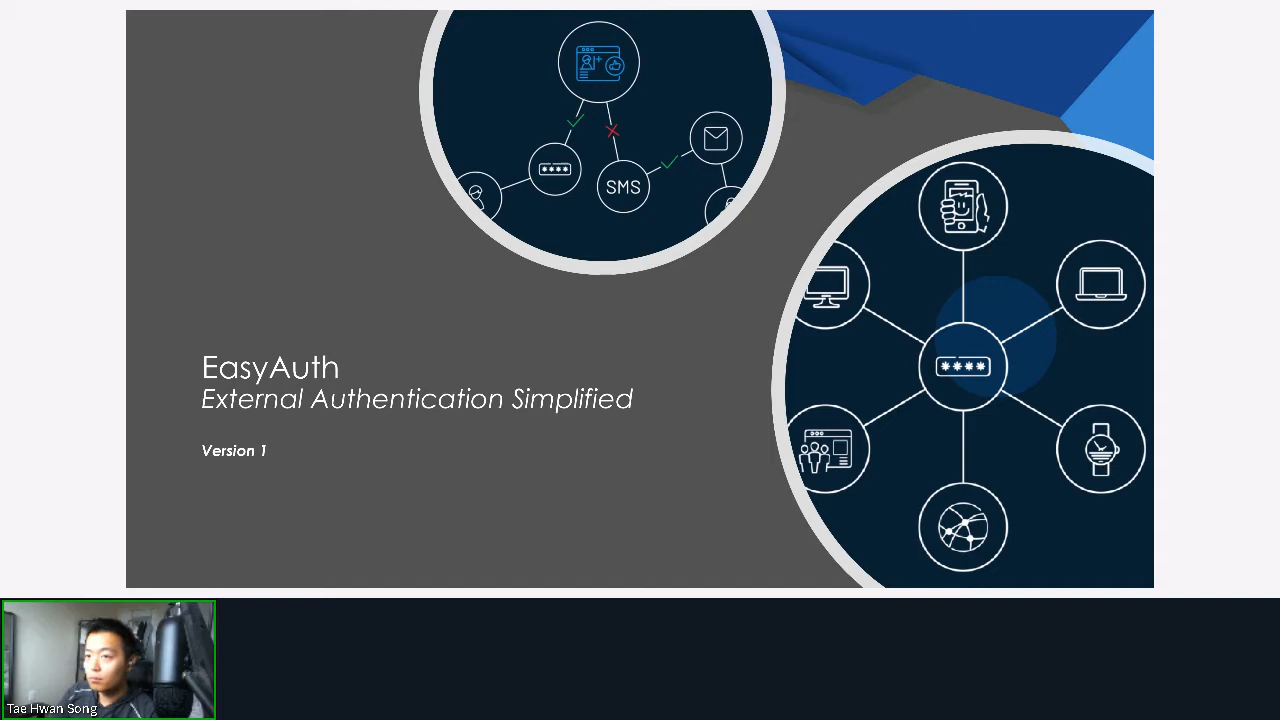 SMS
EasyAuth
External Authentication Simplified
Version 1
Tae Hwan Song